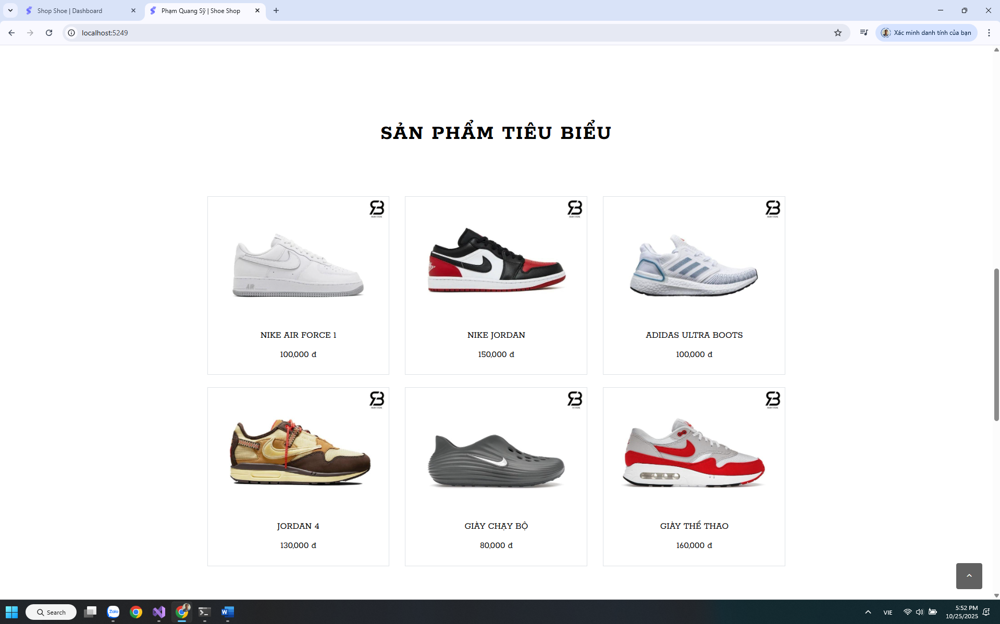 Shop Shoe | Dashboard
Phạm Quang Sỹ | Shoe Shop
localhost:5249
Xác minh danh tính của bạn
SẢN PHẨM TIÊU BIỂU
NIKE AIR FORCE 1
100,000 đ
NIKE JORDAN
150,000 đ
ADIDAS ULTRA BOOTS
100,000 đ
JORDAN 4
130,000 đ
GIÀY CHẠY BỘ
80,000 đ
GIÀY THỂ THAO
160,000 đ
AIR
Search
Zalo
VIE
5:52 PM
10/25/2025